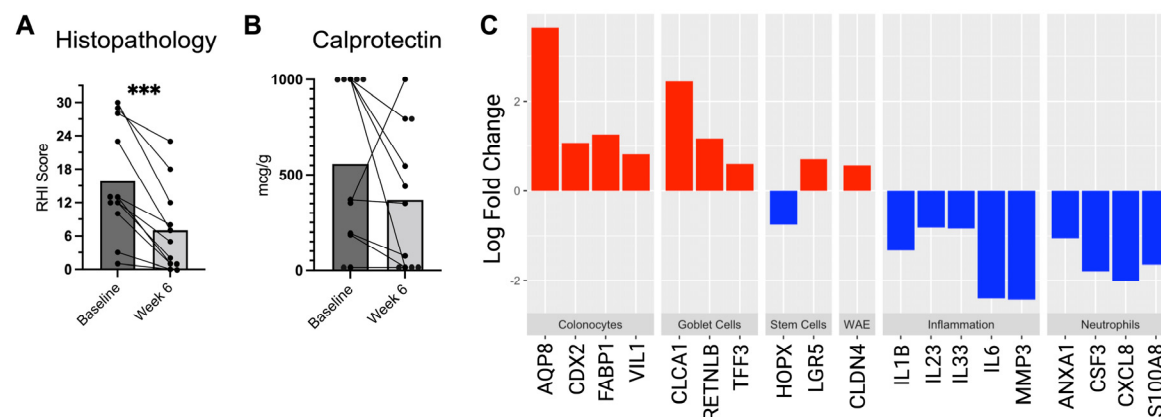 A Histopathology
B Calprotectin
C
***
RHI Score
30
24
18
12
6
0
Baseline
Week 6
mcg/g
1000
500
0
Baseline
Week 6
Log Fold Change
2
0
-2
Colonocytes
Goblet Cells
Stem Cells
WAE
Inflammation
Neutrophils
AQP8
CDX2
FABP1
VIL1
CLCA1
RETNLB
TFF3
HOPX
LGR5
CLDN4
IL1B
IL23
IL33
IL6
MMP3
ANXA1
CSF3
CXCL8
S100A8